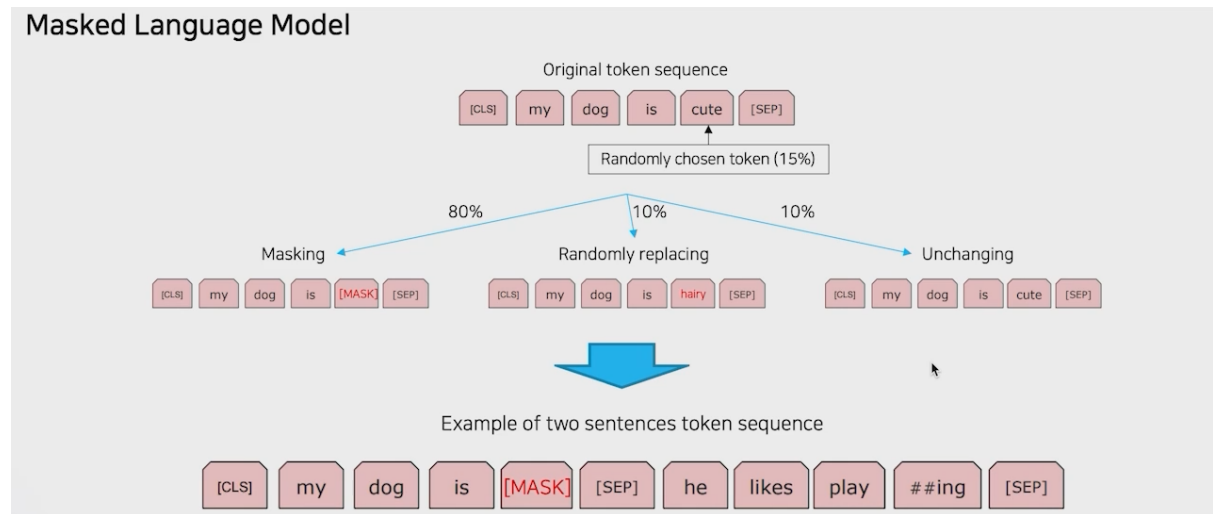 Masked Language Model
Original token sequence
[CLS] my dog is cute [SEP]
Randomly chosen token (15%)
80% 10% 10%
Masking Randomly replacing Unchanging
[CLS] my dog is [MASK] [SEP] [CLS] my dog is hairy [SEP] [CLS] my dog is cute [SEP]
Example of two sentences token sequence
[CLS] my dog is [MASK] [SEP] he likes play ##ing [SEP]